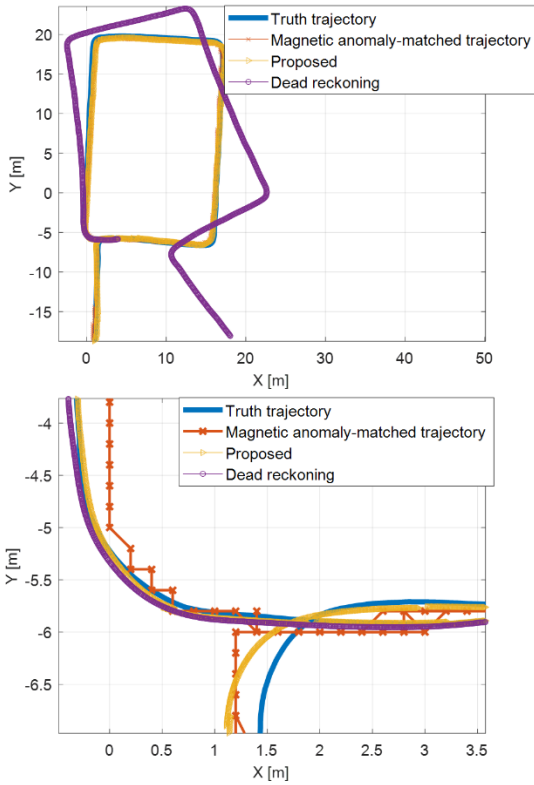 Truth trajectory
Magnetic anomaly-matched trajectory
Proposed
Dead reckoning
20
15
10
5
0
-5
-10
-15
Y [m]
0 10 20 30 40 50
X [m]
Truth trajectory
Magnetic anomaly-matched trajectory
Proposed
Dead reckoning
-4
-4.5
-5
-5.5
-6
-6.5
Y [m]
0 0.5 1 1.5 2 2.5 3 3.5
X [m]